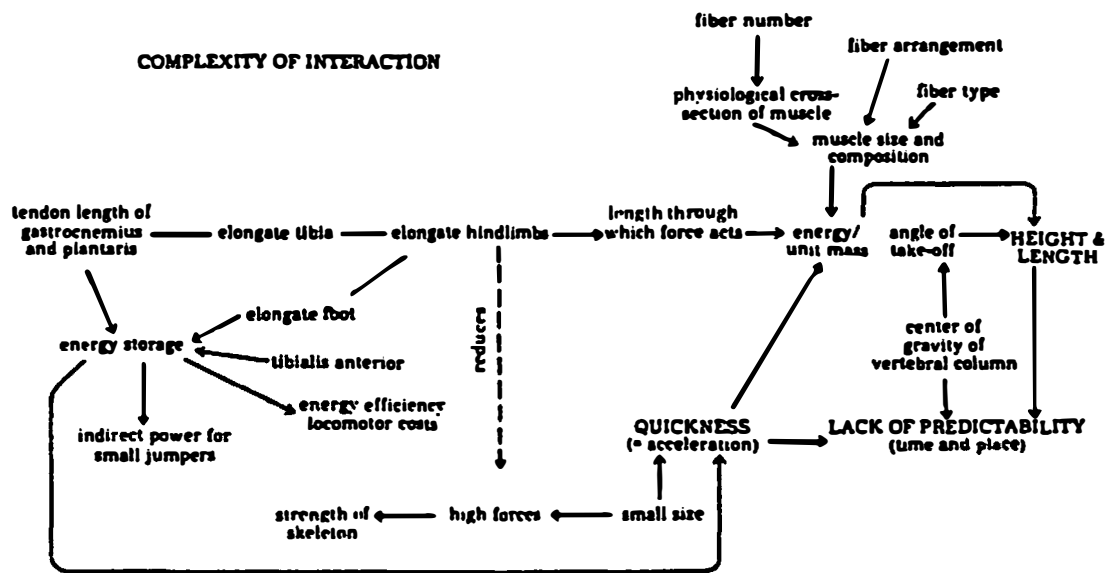 fiber number
COMPLEXITY OF INTERACTION
fiber arrangement
physiological cross-
section of muscle
fiber type
muscle size and
composition
tendon length of
gastrocnemius
and plantaris
elongate tibia
elongate hindlimbs
length through
which force acts
energy/
unit mass
angle of
take-off
HEIGHT &
LENGTH
elongate foot
energy storage
tibialis anterior
reduces
center of
gravity of
vertebral column
energy efficiency
locomotor costs
indirect power for
small jumpers
QUICKNESS
(= acceleration)
LACK OF PREDICTABILITY
(time and place)
strength of
skeleton
high forces
small size